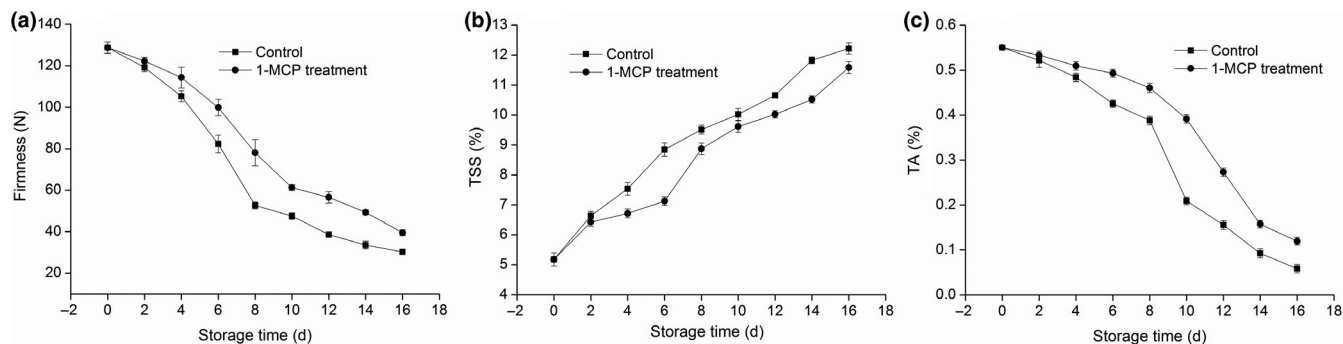 (a)
140
120
100
80
60
40
20
Firmness (N)
Control
1-MCP treatment
–2 0 2 4 6 8 10 12 14 16 18
Storage time (d)
(b)
13
12
11
10
9
8
7
6
5
4
TSS (%)
Control
1-MCP treatment
–2 0 2 4 6 8 10 12 14 16 18
Storage time (d)
(c)
0.6
0.5
0.4
0.3
0.2
0.1
0.0
TA (%)
Control
1-MCP treatment
–2 0 2 4 6 8 10 12 14 16 18
Storage time (d)